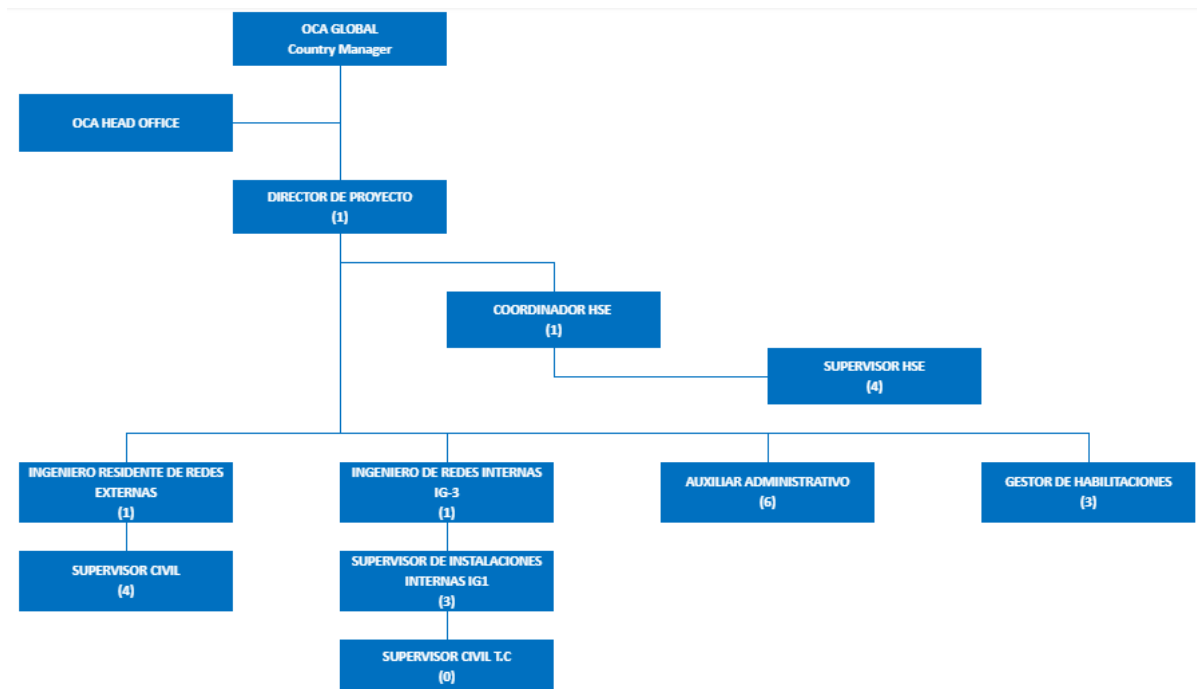 OCA GLOBAL
Country Manager
OCA HEAD OFFICE
DIRECTOR DE PROYECTO
(1)
COORDINADOR HSE
(1)
SUPERVISOR HSE
(4)
INGENIERO RESIDENTE DE REDES
EXTERNAS
(1)
INGENIERO DE REDES INTERNAS
IG-3
(1)
AUXILIAR ADMINISTRATIVO
(6)
GESTOR DE HABILITACIONES
(3)
SUPERVISOR CIVIL
(4)
SUPERVISOR DE INSTALACIONES
INTERNAS IG1
(3)
SUPERVISOR CIVIL T.C
(0)